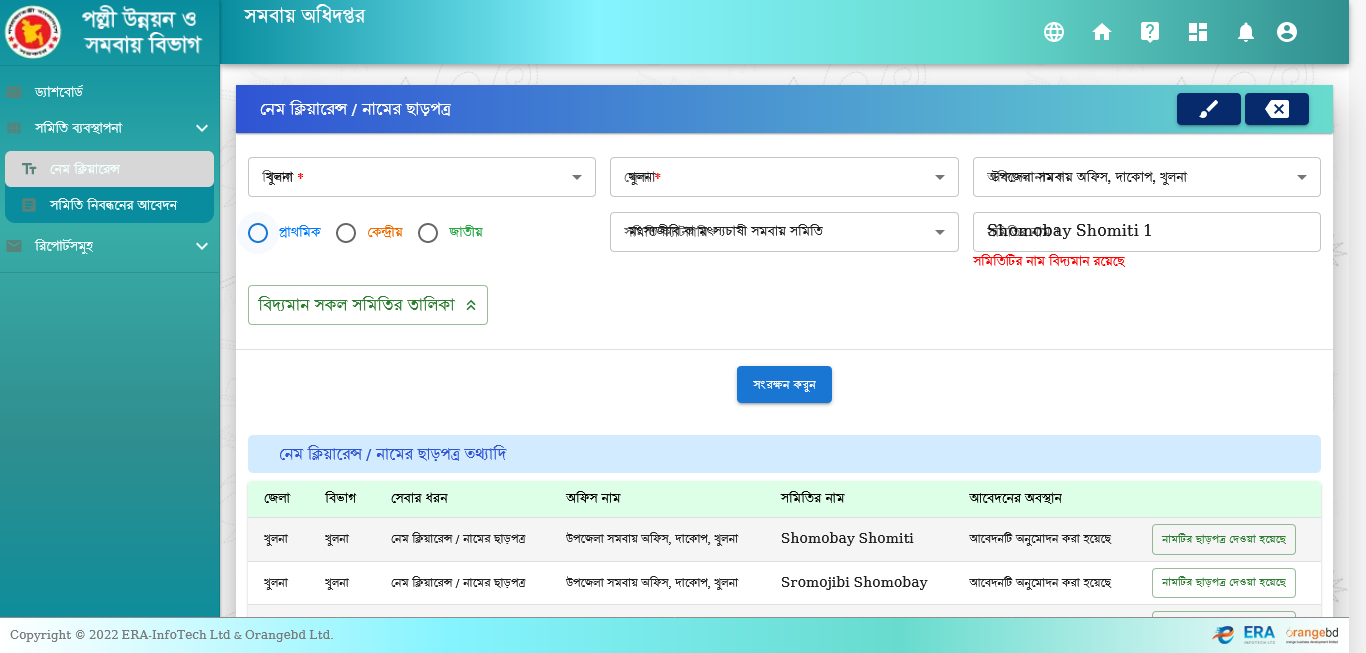 পল্লী উন্নয়ন ও
সমবায় বিভাগ
সমবায় অধিদপ্তর
ড্যাশবোর্ড
সমিতি ব্যবস্থাপনা
নেম ক্লিয়ারেন্স
সমিতি নিবন্ধনের আবেদন
রিপোর্টসমুহ
নেম ক্লিয়ারেন্স / নামের ছাড়পত্র
খুলনা *
খুলনা *
উপজেলা সমবায় অফিস, দাকোপ, খুলনা
প্রাথমিক কেন্দ্রীয় জাতীয়
মৎস্যচাষী সমবায় সমিতি
Shomobay Shomiti 1
সমিতিটির নাম বিদ্যমান রয়েছে
বিদ্যমান সকল সমিতির তালিকা
সংরক্ষন করুন
নেম ক্লিয়ারেন্স / নামের ছাড়পত্র তথ্যাদি
জেলা বিভাগ সেবার ধরন অফিস নাম সমিতির নাম আবেদনের অবস্থান
খুলনা খুলনা নেম ক্লিয়ারেন্স / নামের ছাড়পত্র উপজেলা সমবায় অফিস, দাকোপ, খুলনা Shomobay Shomiti আবেদনটি অনুমোদন করা হয়েছে নামটির ছাড়পত্র দেওয়া হয়েছে
খুলনা খুলনা নেম ক্লিয়ারেন্স / নামের ছাড়পত্র উপজেলা সমবায় অফিস, দাকোপ, খুলনা Sromojibi Shomobay আবেদনটি অনুমোদন করা হয়েছে নামটির ছাড়পত্র দেওয়া হয়েছে
Copyright © 2022 ERA-InfoTech Ltd & Orangebd Ltd.
ERA
orangebd